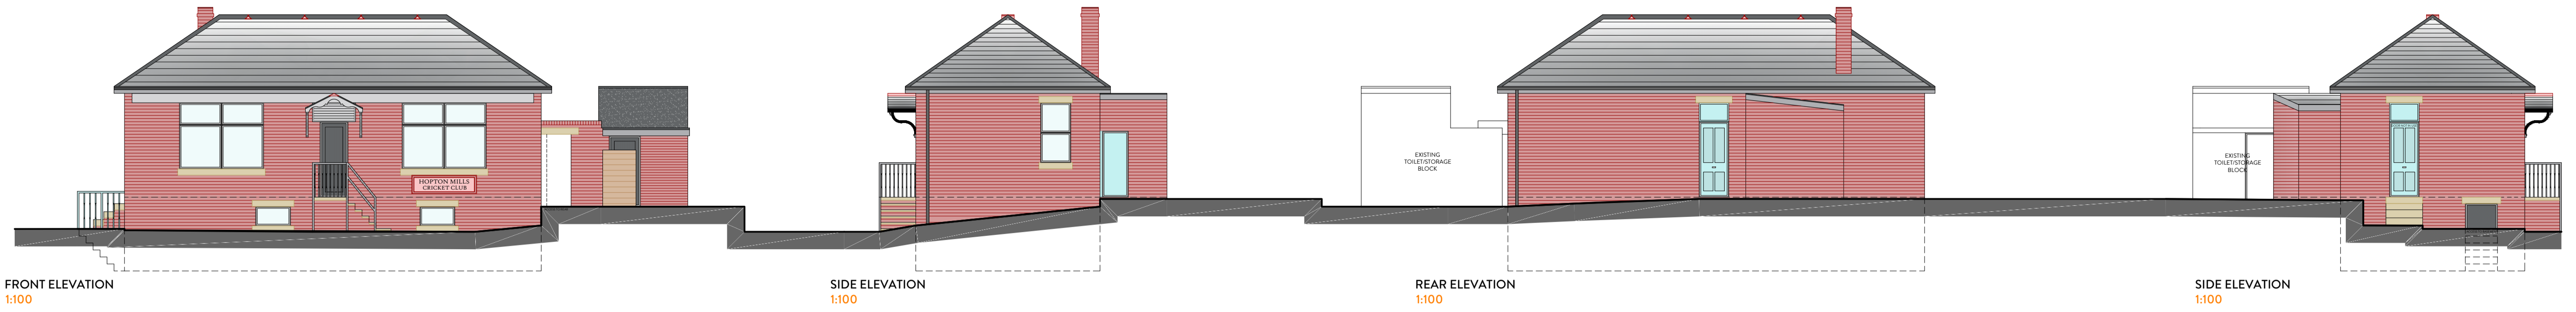 HOPTON MILLS
CRICKET CLUB
EXISTING
TOILET/STORAGE
BLOCK
EXISTING
TOILET/STORAGE
BLOCK
FRONT ELEVATION
1:100
SIDE ELEVATION
1:100
REAR ELEVATION
1:100
SIDE ELEVATION
1:100